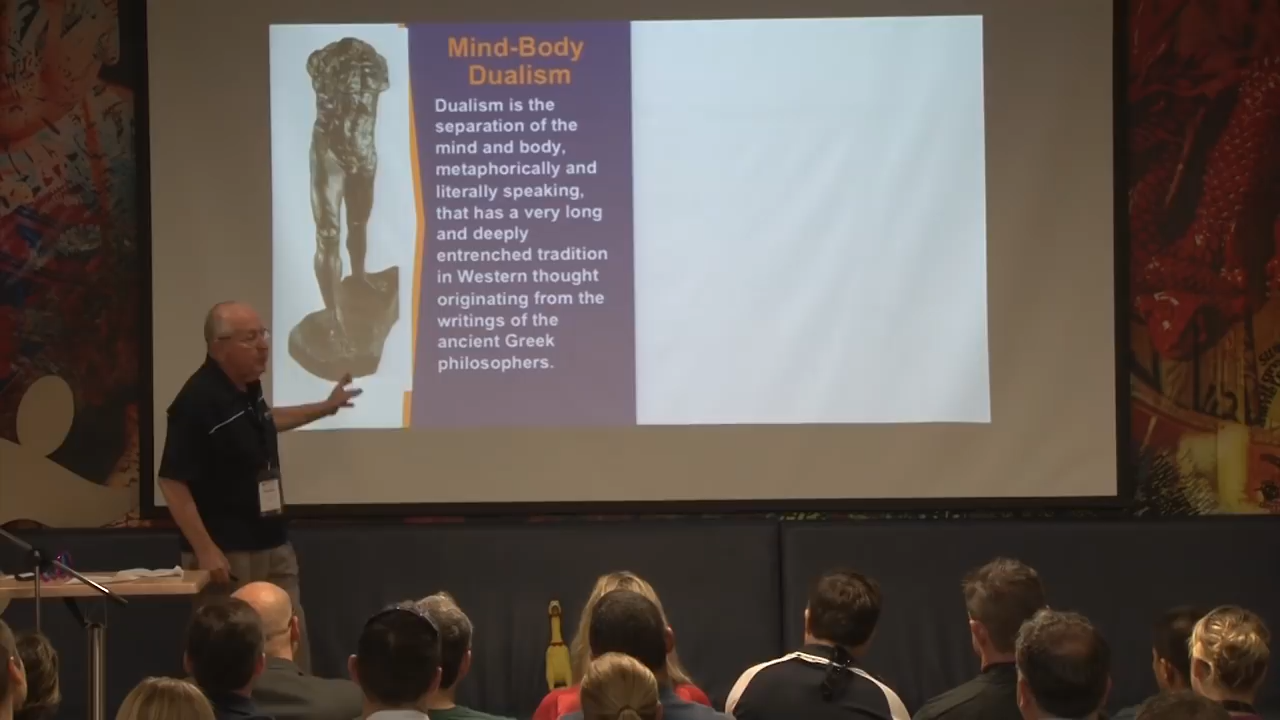 Mind-Body
Dualism
Dualism is the
separation of the
mind and body,
metaphorically and
literally speaking,
that has a very long
and deeply
entrenched tradition
in Western thought
originating from the
writings of the
ancient Greek
philosophers.